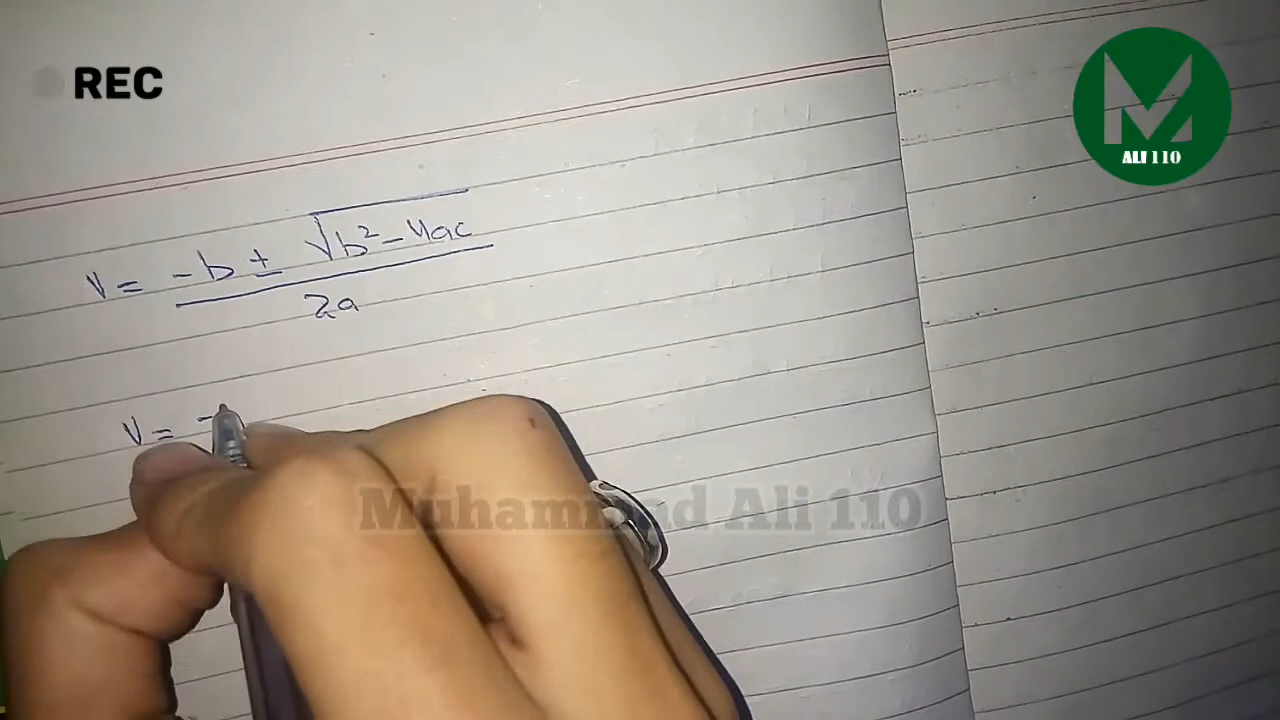 REC
M
ALI 110
V = -b ± √b² - 4ac
2a
V = -
Muhammad Ali 110